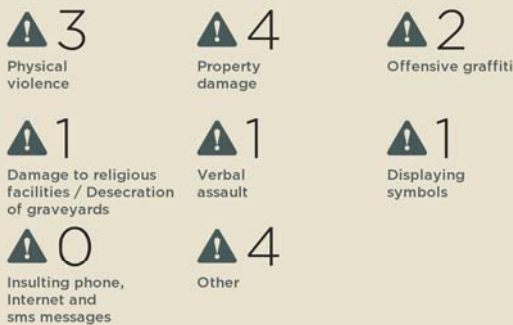 3
Physical
violence
4
Property
damage
2
Offensive graffiti
1
Damage to religious
facilities / Desecration
of graveyards
1
Verbal
assault
1
Displaying
symbols
0
Insulting phone,
Internet and
sms messages
4
Other